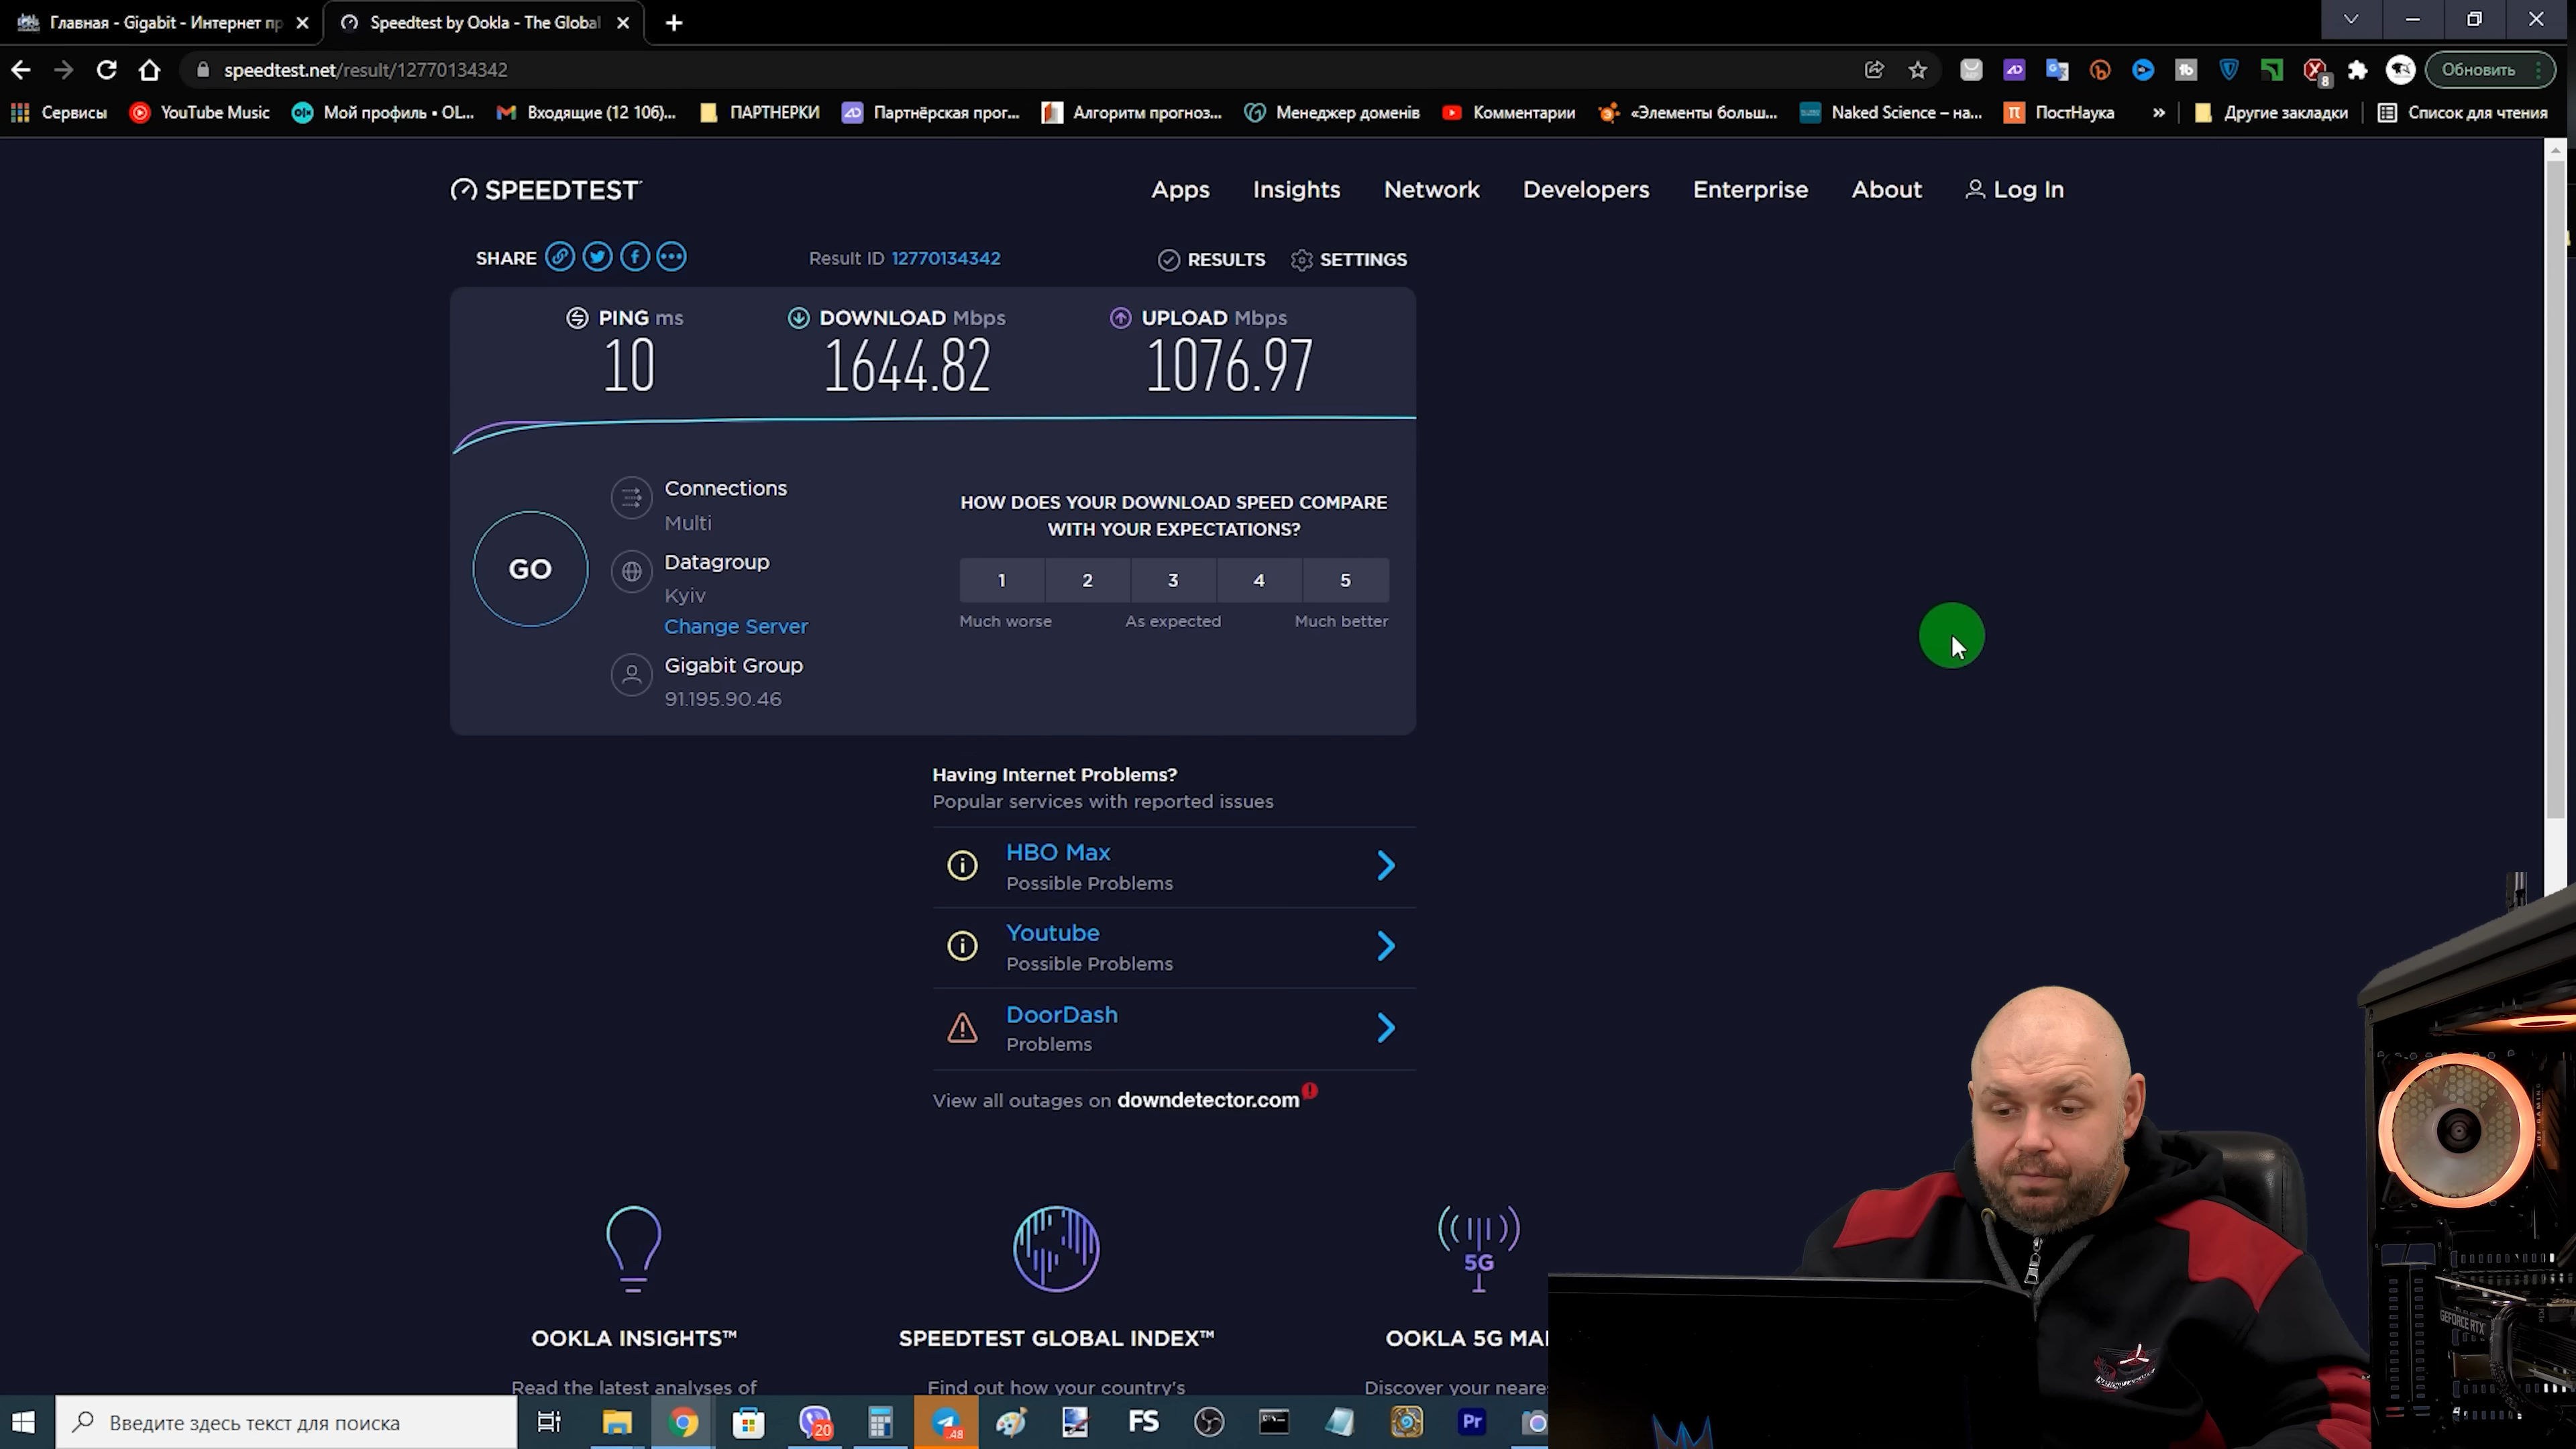 Главная - Gigabit - Интернет пр
Speedtest by Ookla - The Global
speedtest.net/result/12770134342
8
Обновить
Сервисы
YouTube Music
Мой профиль • OL...
Входящие (12 106)...
ПАРТНЕРКИ
Партнёрская прог...
Алгоритм прогноз...
Менеджер доменів
Комментарии
«Элементы больш...
Naked Science – на...
ПостНаука
»
Другие закладки
Список для чтения
SPEEDTEST
Apps
Insights
Network
Developers
Enterprise
About
Log In
SHARE
Result ID 12770134342
RESULTS
SETTINGS
PING ms
10
DOWNLOAD Mbps
1644.82
UPLOAD Mbps
1076.97
GO
Connections
Multi
Datagroup
Kyiv
Change Server
Gigabit Group
91.195.90.46
HOW DOES YOUR DOWNLOAD SPEED COMPARE
WITH YOUR EXPECTATIONS?
1 2 3 4 5
Much worse As expected Much better
Having Internet Problems?
Popular services with reported issues
HBO Max
Possible Problems
Youtube
Possible Problems
DoorDash
Problems
View all outages on downdetector.com
5G
OOKLA INSIGHTS™
SPEEDTEST GLOBAL INDEX™
OOKLA 5G MA
Read the latest analyses of
Find out how your country's
Discover your neare
GEFORCE RTX
Введите здесь текст для поиска
20
48
FS
Pr